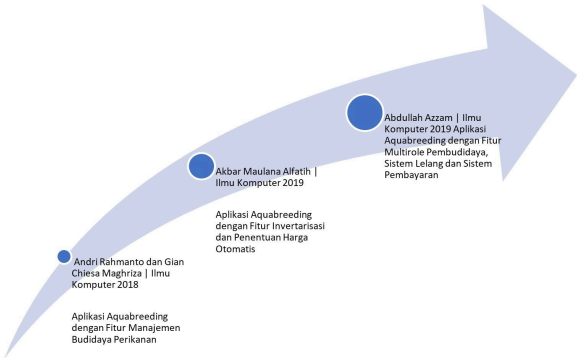 Andri Rahmanto dan Gian
Chiesa Maghriza | Ilmu
Komputer 2018
Aplikasi Aquabreeding
dengan Fitur Manajemen
Budidaya Perikanan
Akbar Maulana Alfatih |
Ilmu Komputer 2019
Aplikasi Aquabreeding
dengan Fitur Invertarisasi
dan Penentuan Harga
Otomatis
Abdullah Azzam | Ilmu
Komputer 2019 Aplikasi
Aquabreeding dengan Fitur
Multirole Pembudidaya,
Sistem Lelang dan Sistem
Pembayaran